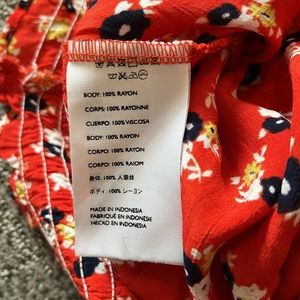 BODY: 100% RAYON
CORPS: 100% RAYONNE
CUERPO: 100% VISCOSA
BODY: 100% RAYON
CORPO: 100% RAYON
CORPO: 100% RAIOM
身体: 100% 人造丝
ボディ: 100% レーヨン
MADE IN INDONESIA
FABRIQUÉ EN INDONÉSIE
HECHO EN INDONESIA